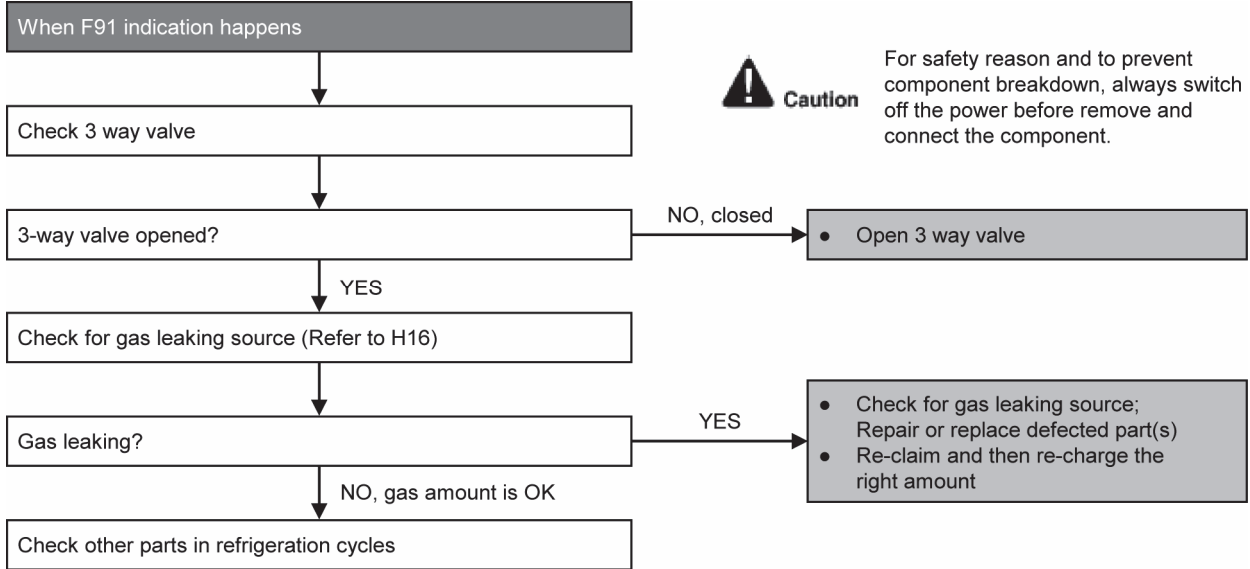 When F91 indication happens
For safety reason and to prevent
component breakdown, always switch
off the power before remove and
connect the component.
Caution
Check 3 way valve
3-way valve opened?
NO, closed
● Open 3 way valve
YES
Check for gas leaking source (Refer to H16)
Gas leaking?
YES
● Check for gas leaking source;
Repair or replace defected part(s)
● Re-claim and then re-charge the
right amount
NO, gas amount is OK
Check other parts in refrigeration cycles